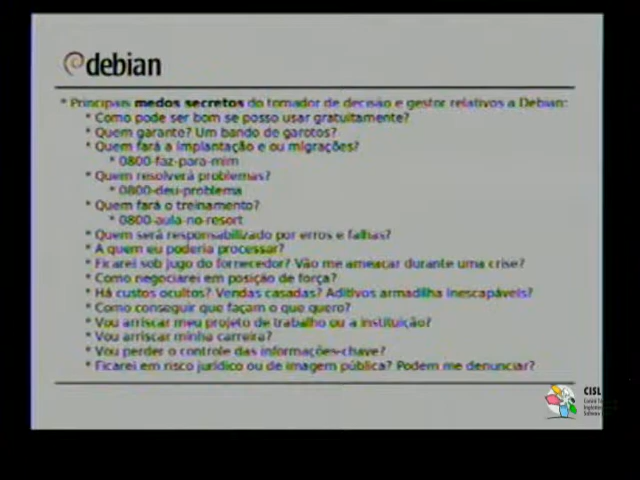 debian
* Principais medos secretos do tomador de decisão e gestor relativos a Debian:
* Como pode ser bom se posso usar gratuitamente?
* Quem garante? Um bando de garotos?
* Quem fará a implantação e ou migrações?
* 0800-faz-para-mim
* Quem resolverá problemas?
* 0800-deu-problema
* Quem fará o treinamento?
* 0800-aula-no-resort
* Quem será responsabilizado por erros e falhas?
* A quem eu poderia processar?
* Ficarei sob jugo do fornecedor? Vão me ameaçar durante uma crise?
* Como negociarei em posição de força?
* Há custos ocultos? Vendas casadas? Aditivos armadilha inescapáveis?
* Como conseguir que façam o que quero?
* Vou arriscar meu projeto de trabalho ou a instituição?
* Vou arriscar minha carreira?
* Vou perder o controle das informações-chave?
* Ficarei em risco jurídico ou de imagem pública? Podem me denunciar?
CISL